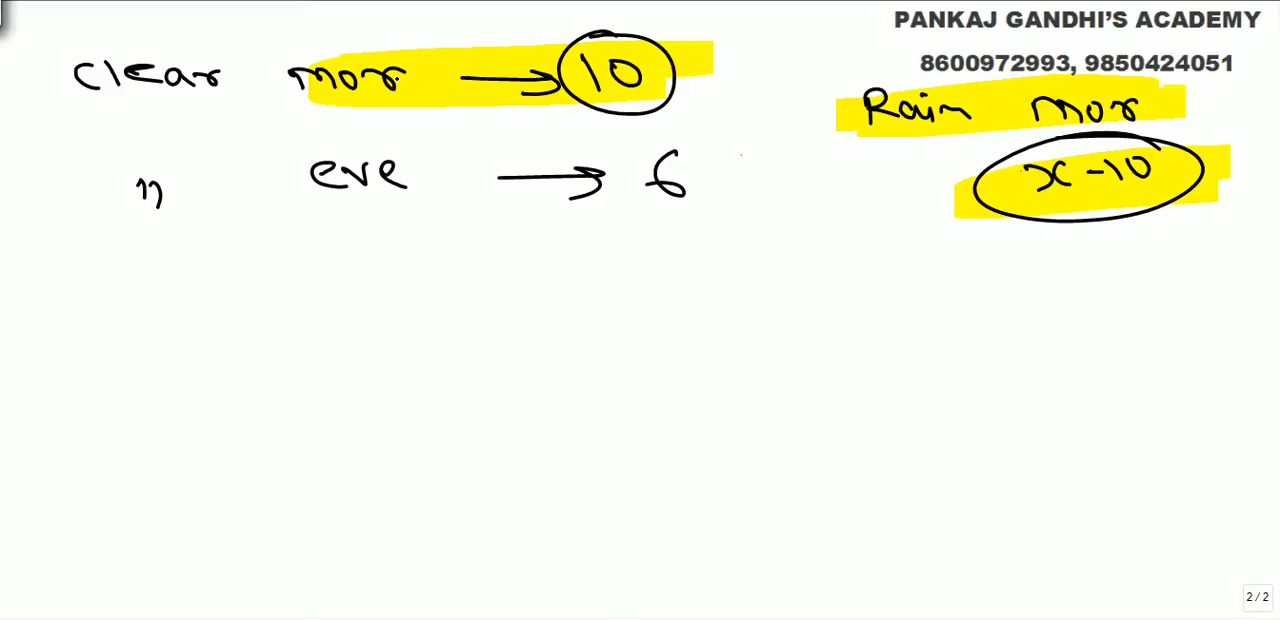 PANKAJ GANDHI'S ACADEMY
8600972993, 9850424051
Clear mor → 10
Rain mor
x-10
" eve → 6
2 / 2